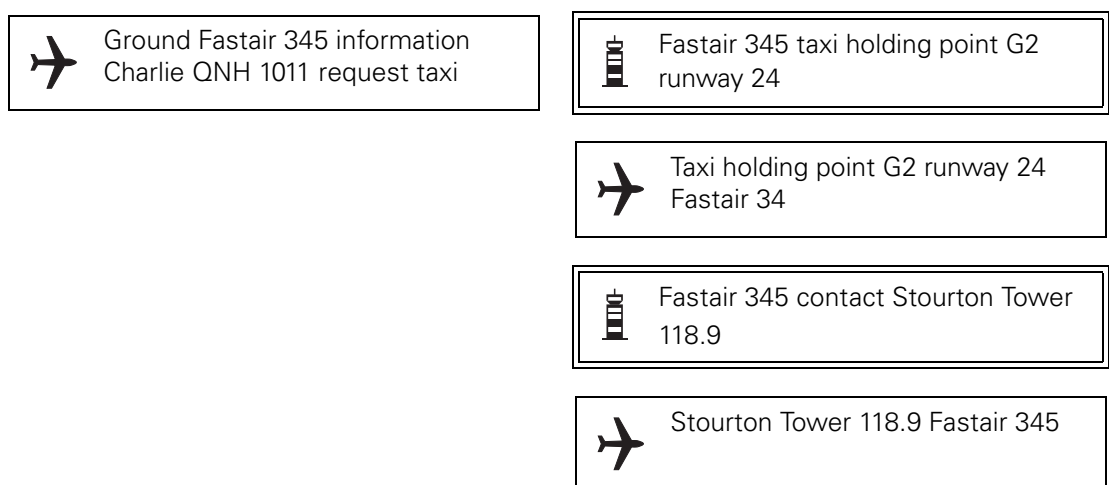 Ground Fastair 345 information
Charlie QNH 1011 request taxi
Fastair 345 taxi holding point G2
runway 24
Taxi holding point G2 runway 24
Fastair 34
Fastair 345 contact Stourton Tower
118.9
Stourton Tower 118.9 Fastair 345